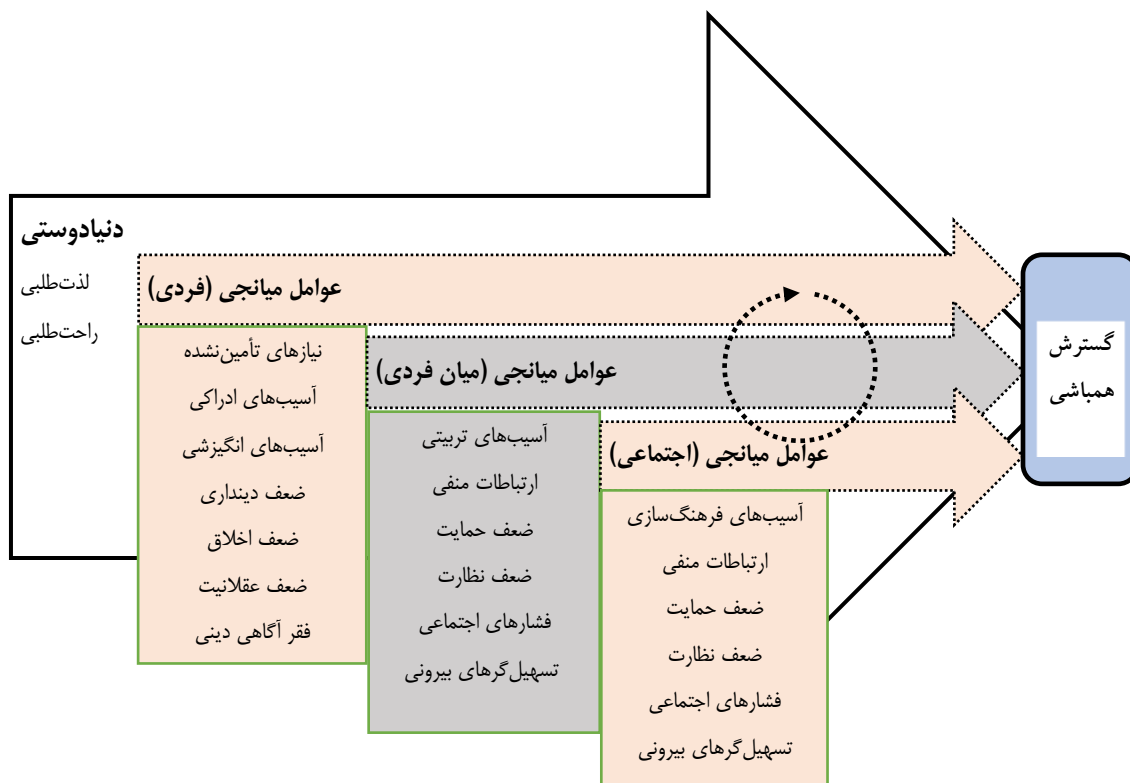 دنیادوستی
لذت‌طلبی
راحت‌طلبی
عوامل میانجی (فردی)
نیازهای تأمین‌نشده
آسیب‌های ادراکی
آسیب‌های انگیزشی
ضعف دینداری
ضعف اخلاق
ضعف عقلانیت
فقر آگاهی دینی
عوامل میانجی (میان فردی)
آسیب‌های تربیتی
ارتباطات منفی
ضعف حمایت
ضعف نظارت
فشارهای اجتماعی
تسهیل‌گرهای بیرونی
عوامل میانجی (اجتماعی)
آسیب‌های فرهنگ‌سازی
ارتباطات منفی
ضعف حمایت
ضعف نظارت
فشارهای اجتماعی
تسهیل‌گرهای بیرونی
گسترش
همباشی